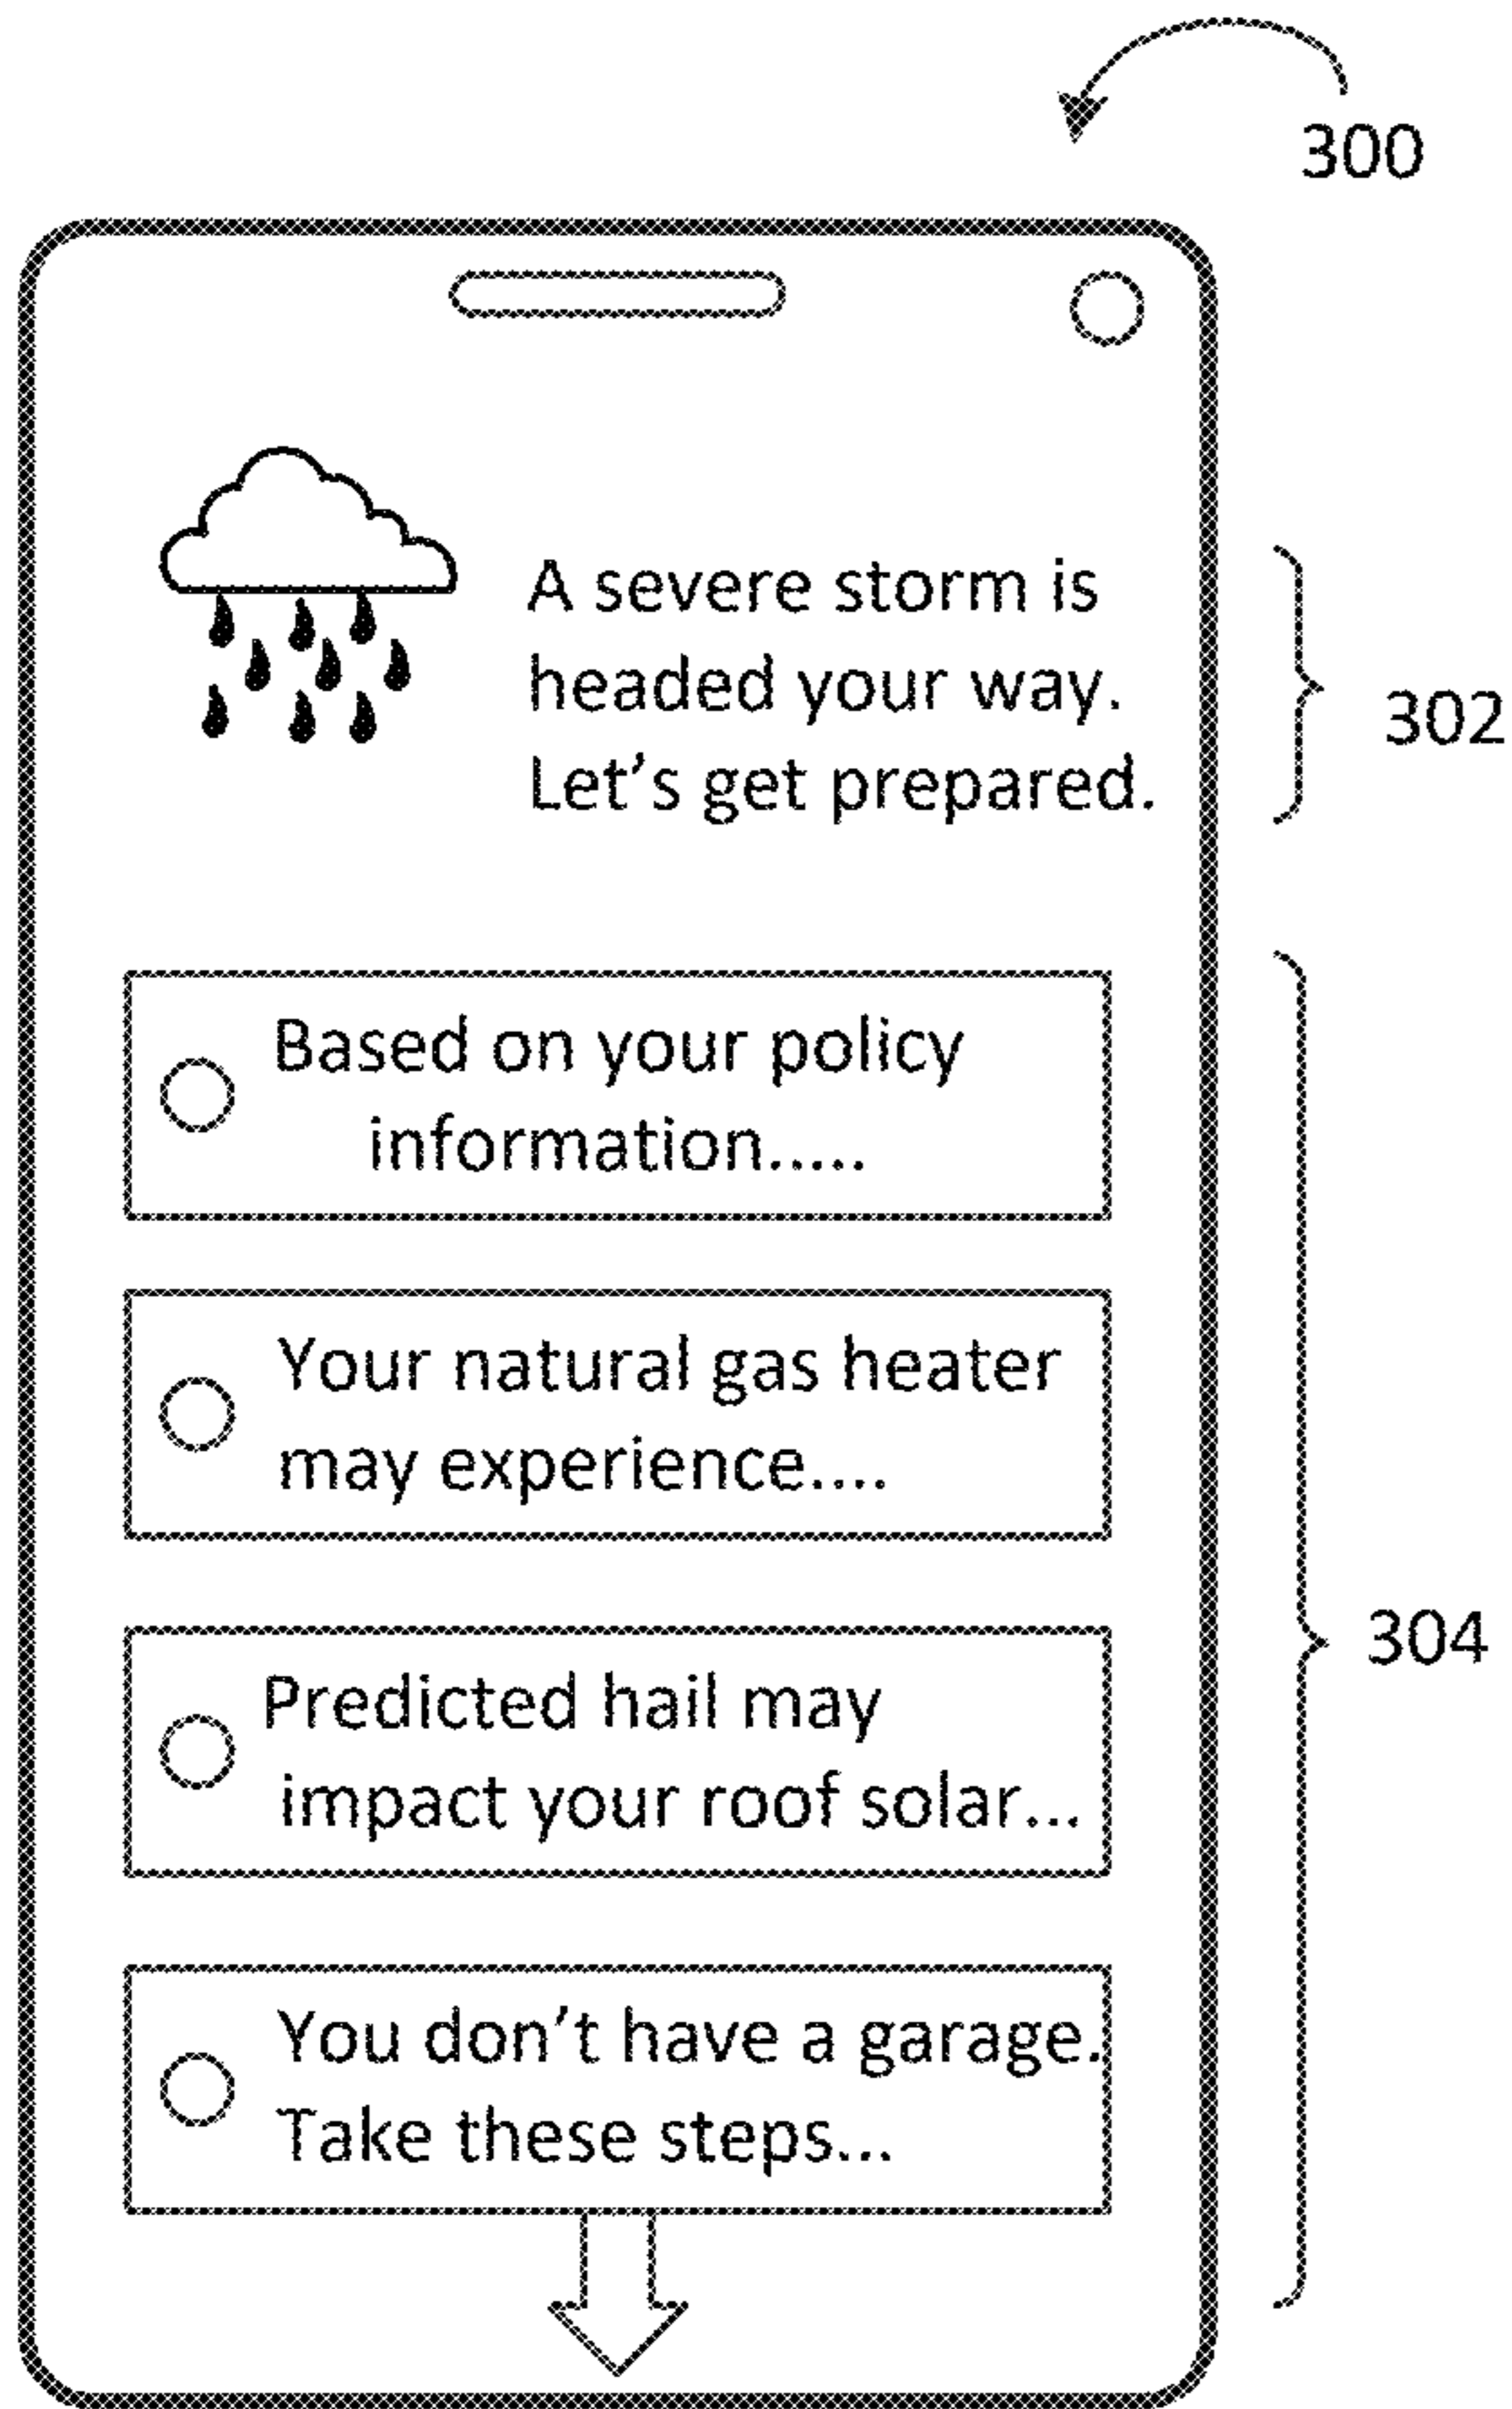 300
A severe storm is
headed your way.
Let's get prepared.
302
Based on your policy
information.....
Your natural gas heater
may experience....
Predicted hail may
impact your roof solar...
304
You don't have a garage.
Take these steps...